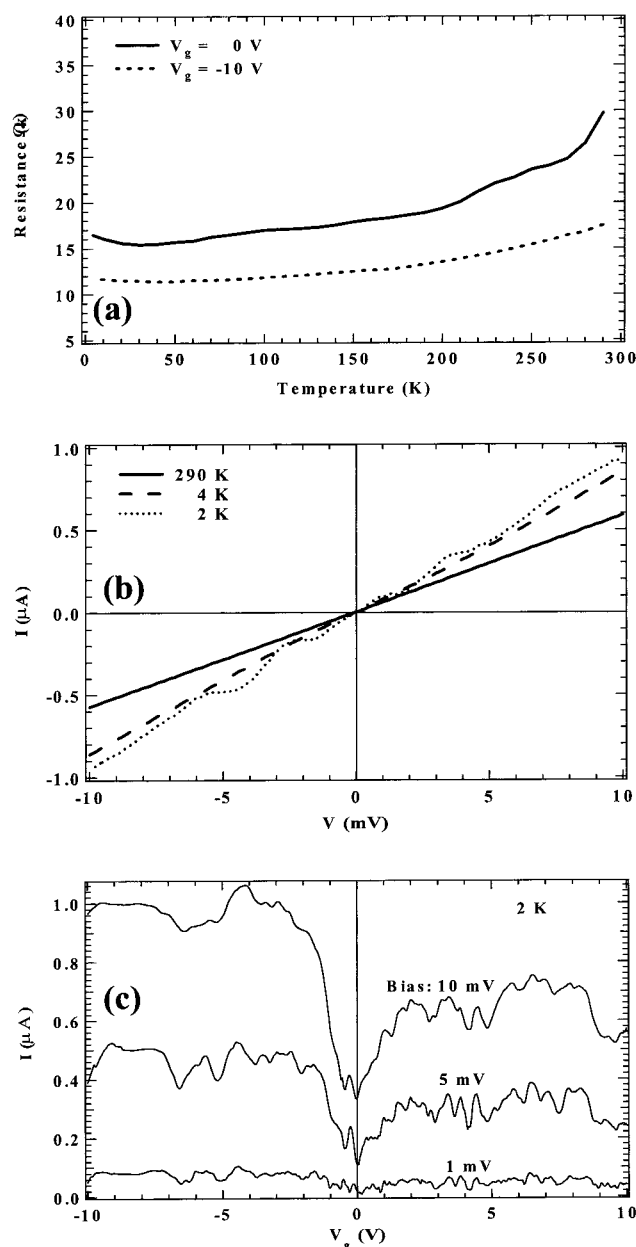 40
35
30
25
20
15
10
5
Resistance (kΩ)
V_g = 0 V
V_g = -10 V
(a)
0 50 100 150 200 250 300
Temperature (K)
1.0
0.5
0.0
-0.5
-1.0
I (μA)
290 K
4 K
2 K
(b)
-10 -5 0 5 10
V (mV)
1.0
0.8
0.6
0.4
0.2
0.0
I (μA)
2 K
Bias: 10 mV
(c)
5 mV
1 mV
-10 -5 0 5 10
V_g (V)